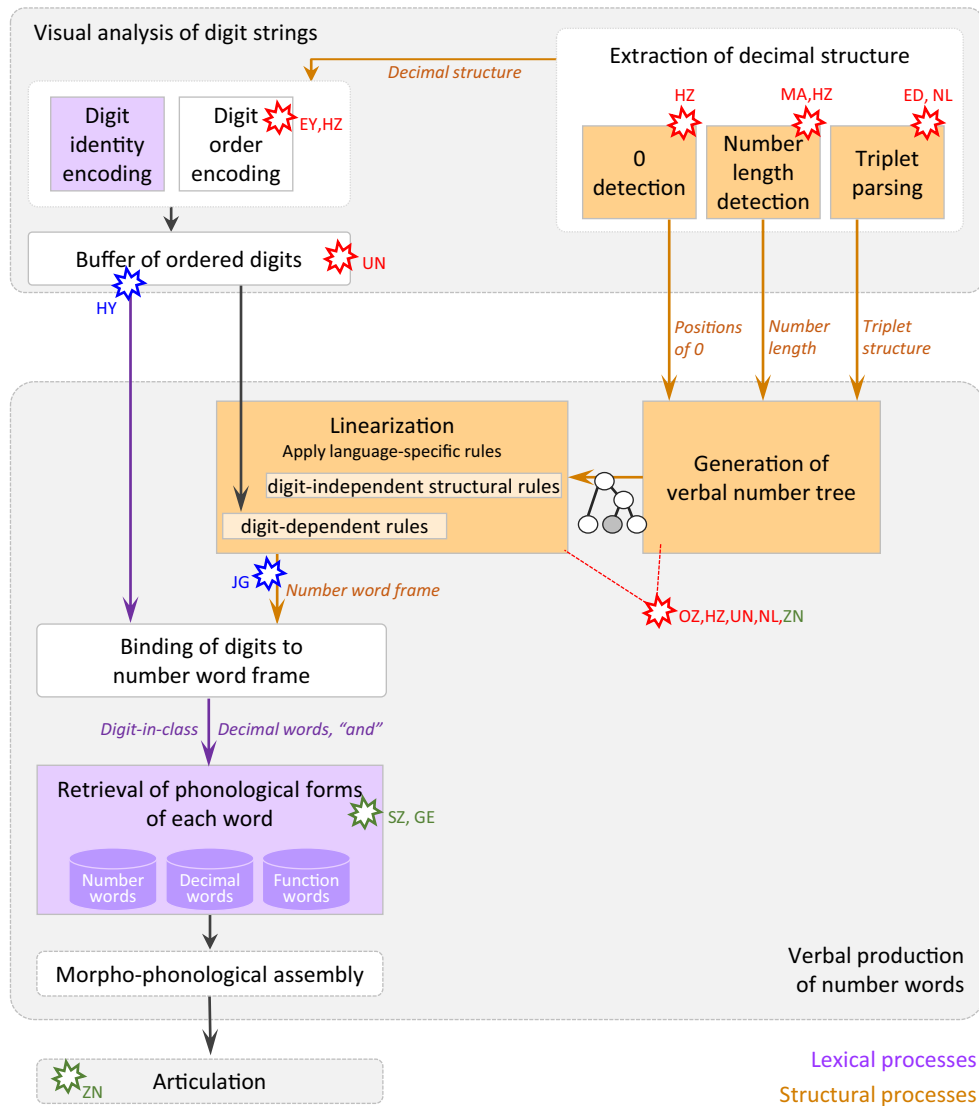 Visual analysis of digit strings
Extraction of decimal structure
Decimal structure
Digit
identity
encoding
Digit
order
encoding
EY,HZ
HZ
0
detection
MA,HZ
Number
length
detection
ED, NL
Triplet
parsing
Buffer of ordered digits
UN
HY
Positions
of 0
Number
length
Triplet
structure
Linearization
Apply language-specific rules
digit-independent structural rules
digit-dependent rules
Generation of
verbal number tree
JG
Number word frame
OZ,HZ,UN,NL,ZN
Binding of digits to
number word frame
Digit-in-class
Decimal words, “and”
Retrieval of phonological forms
of each word
SZ, GE
Number
words
Decimal
words
Function
words
Morpho-phonological assembly
Verbal production
of number words
Articulation
ZN
Lexical processes
Structural processes